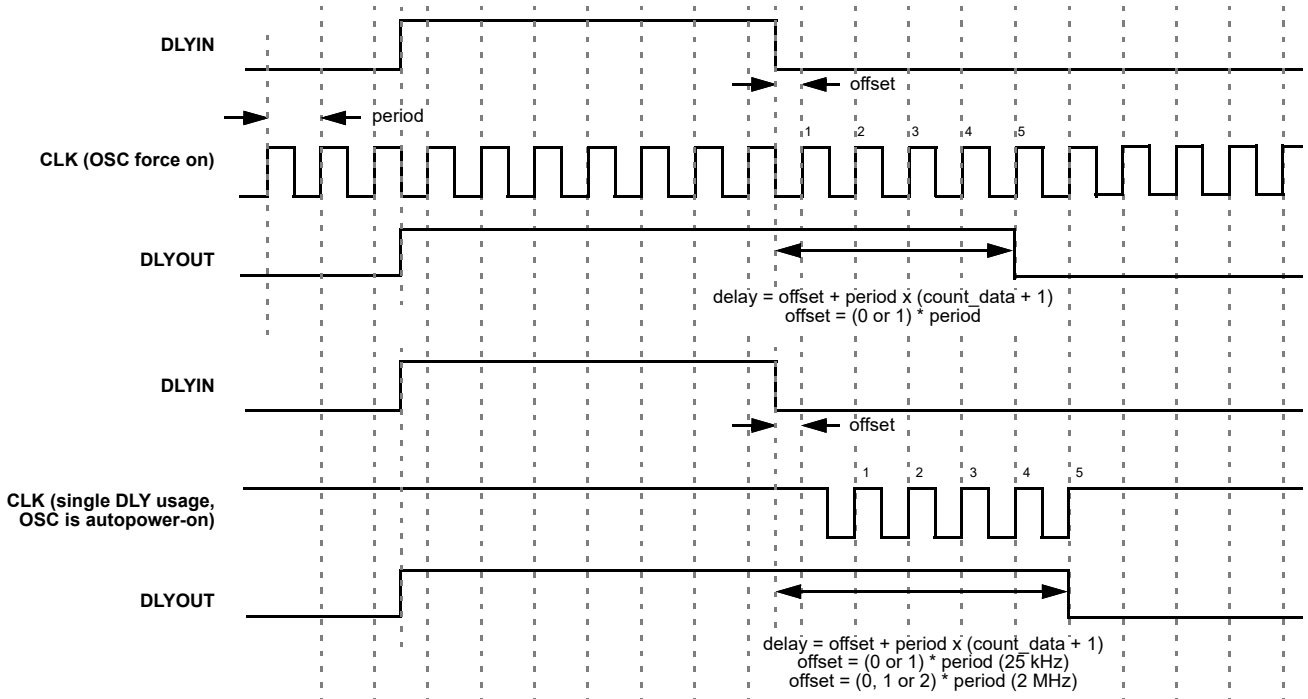 DLYIN
offset
period
1 2 3 4 5
CLK (OSC force on)
DLYOUT
delay = offset + period x (count_data + 1)
offset = (0 or 1) * period
DLYIN
offset
1 2 3 4 5
CLK (single DLY usage,
OSC is autopower-on)
DLYOUT
delay = offset + period x (count_data + 1)
offset = (0 or 1) * period (25 kHz)
offset = (0, 1 or 2) * period (2 MHz)